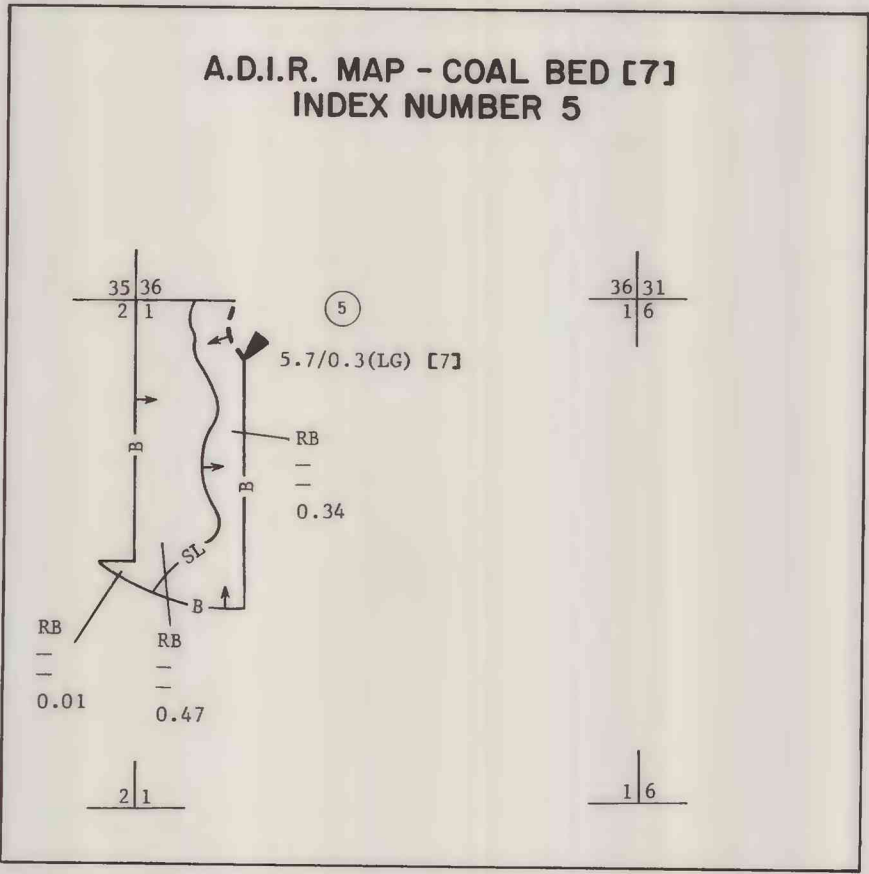 A.D.I.R. MAP - COAL BED [7]
INDEX NUMBER 5
35 36
2 1
36 31
1 6
5
5.7/0.3(LG) [7]
B
RB
—
—
0.34
B
SL
B
RB
—
—
0.01
RB
—
—
0.47
2 1
1 6